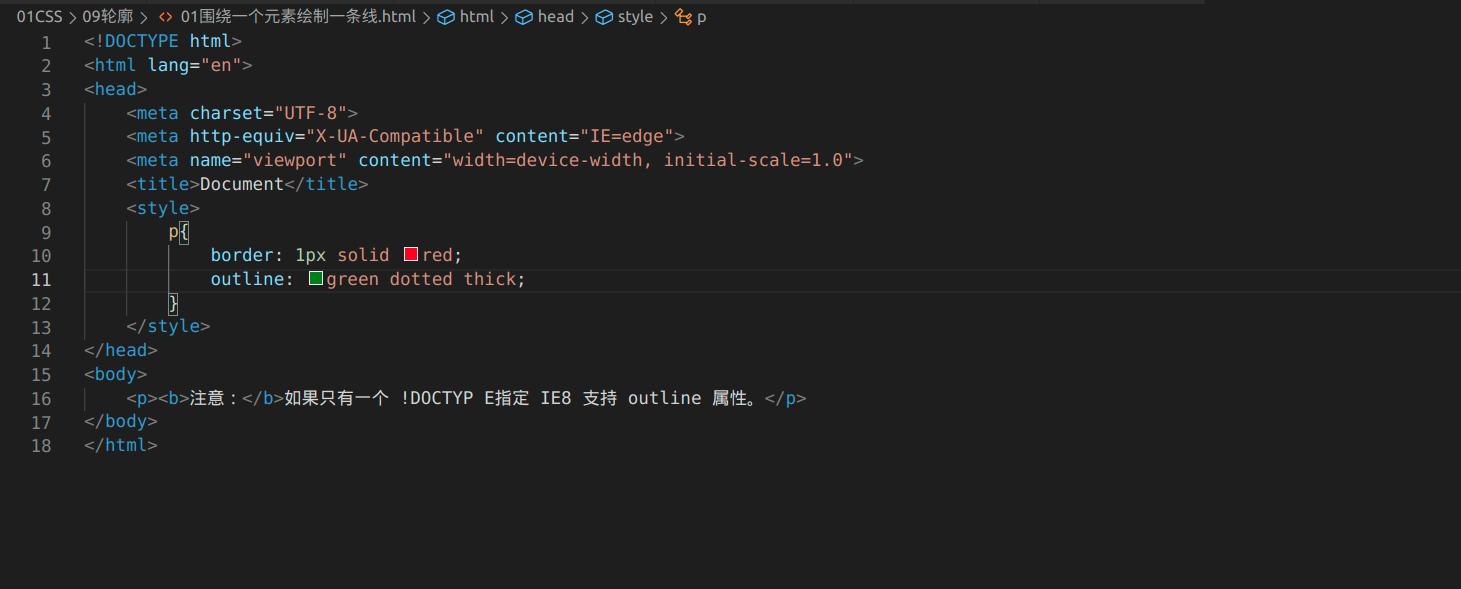 01CSS > 09轮廓 > <> 01围绕一个元素绘制一条线.html > html > head > style > p
1 <!DOCTYPE html>
2 <html lang="en">
3 <head>
4     <meta charset="UTF-8">
5     <meta http-equiv="X-UA-Compatible" content="IE=edge">
6     <meta name="viewport" content="width=device-width, initial-scale=1.0">
7     <title>Document</title>
8     <style>
9         p{
10             border: 1px solid red;
11             outline: green dotted thick;
12         }
13     </style>
14 </head>
15 <body>
16     <p><b>注意：</b>如果只有一个 !DOCTYP E指定 IE8 支持 outline 属性。</p>
17 </body>
18 </html>